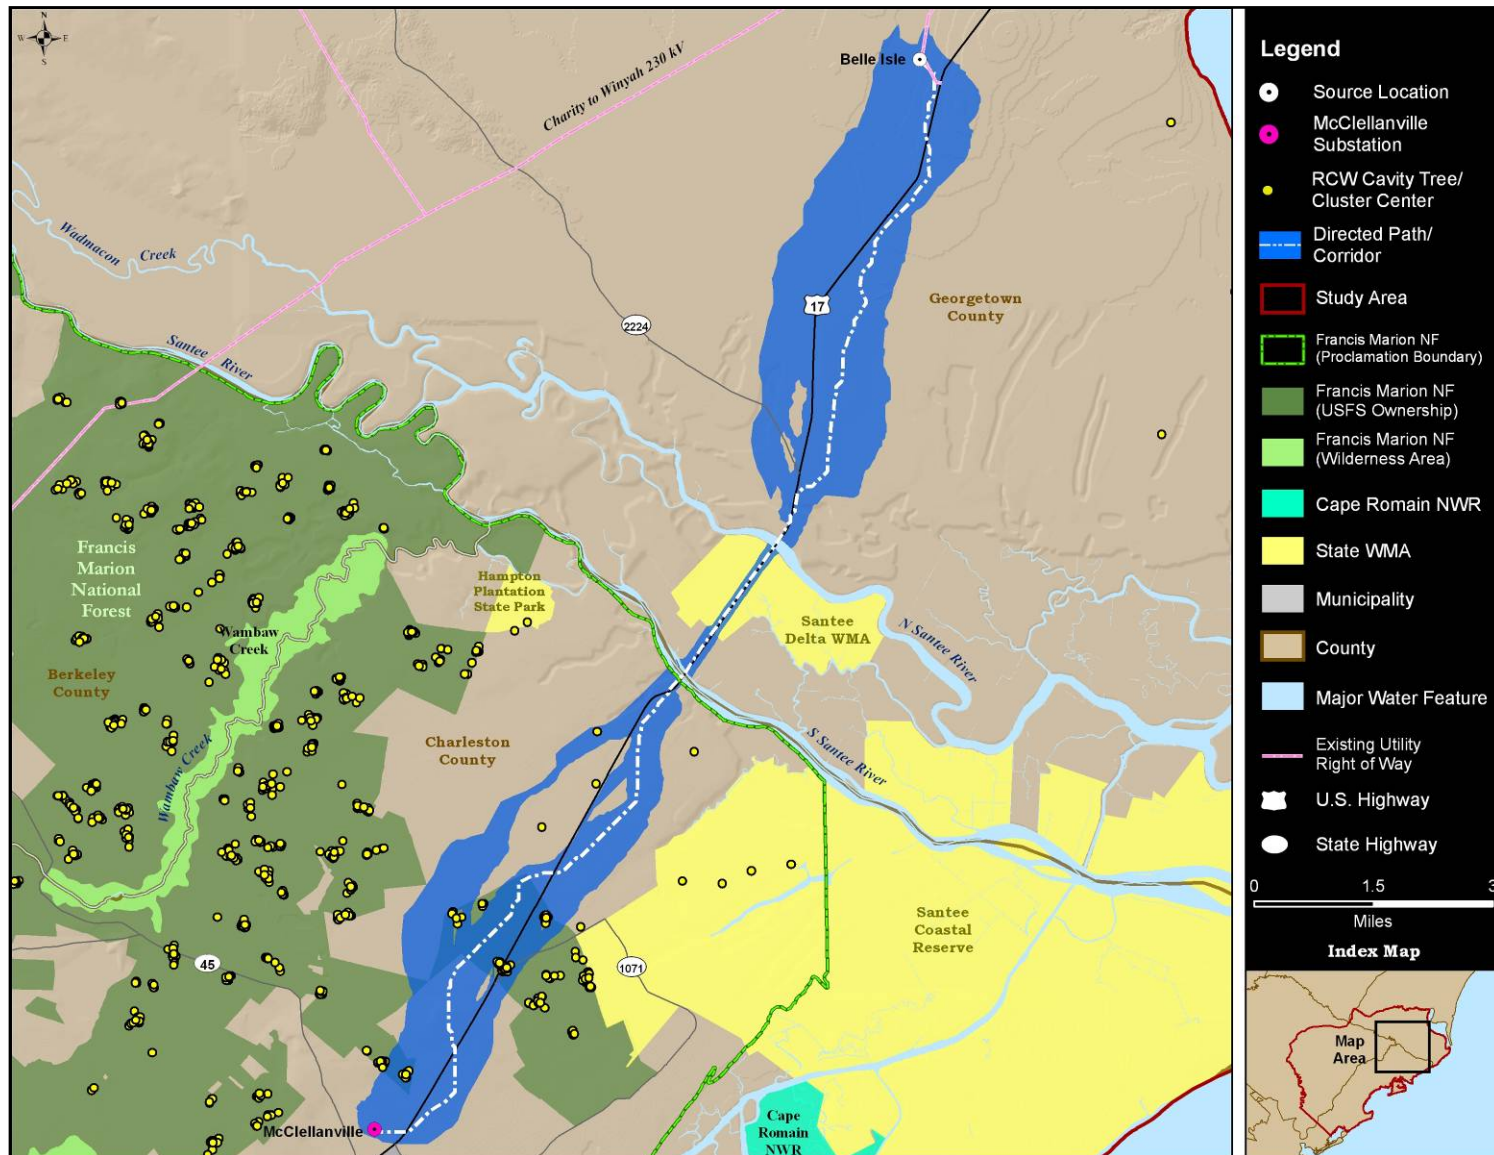 N
W E
S
Belle Isle
Charity to Winyah 230 kV
Wadmacon Creek
Georgetown
County
17
2224
Santee River
Francis
Marion
National
Forest
Hampton
Plantation
State Park
Wambaw
Creek
Santee
Delta WMA
N Santee River
Berkeley
County
Charleston
County
S Santee River
Wambaw Creek
Santee
Coastal
Reserve
45
1071
McClellanville
Cape
Romain
NWR
Legend
Source Location
McClellanville
Substation
RCW Cavity Tree/
Cluster Center
Directed Path/
Corridor
Study Area
Francis Marion NF
(Proclamation Boundary)
Francis Marion NF
(USFS Ownership)
Francis Marion NF
(Wilderness Area)
Cape Romain NWR
State WMA
Municipality
County
Major Water Feature
Existing Utility
Right of Way
U.S. Highway
State Highway
0 1.5 3
Miles
Index Map
Map
Area